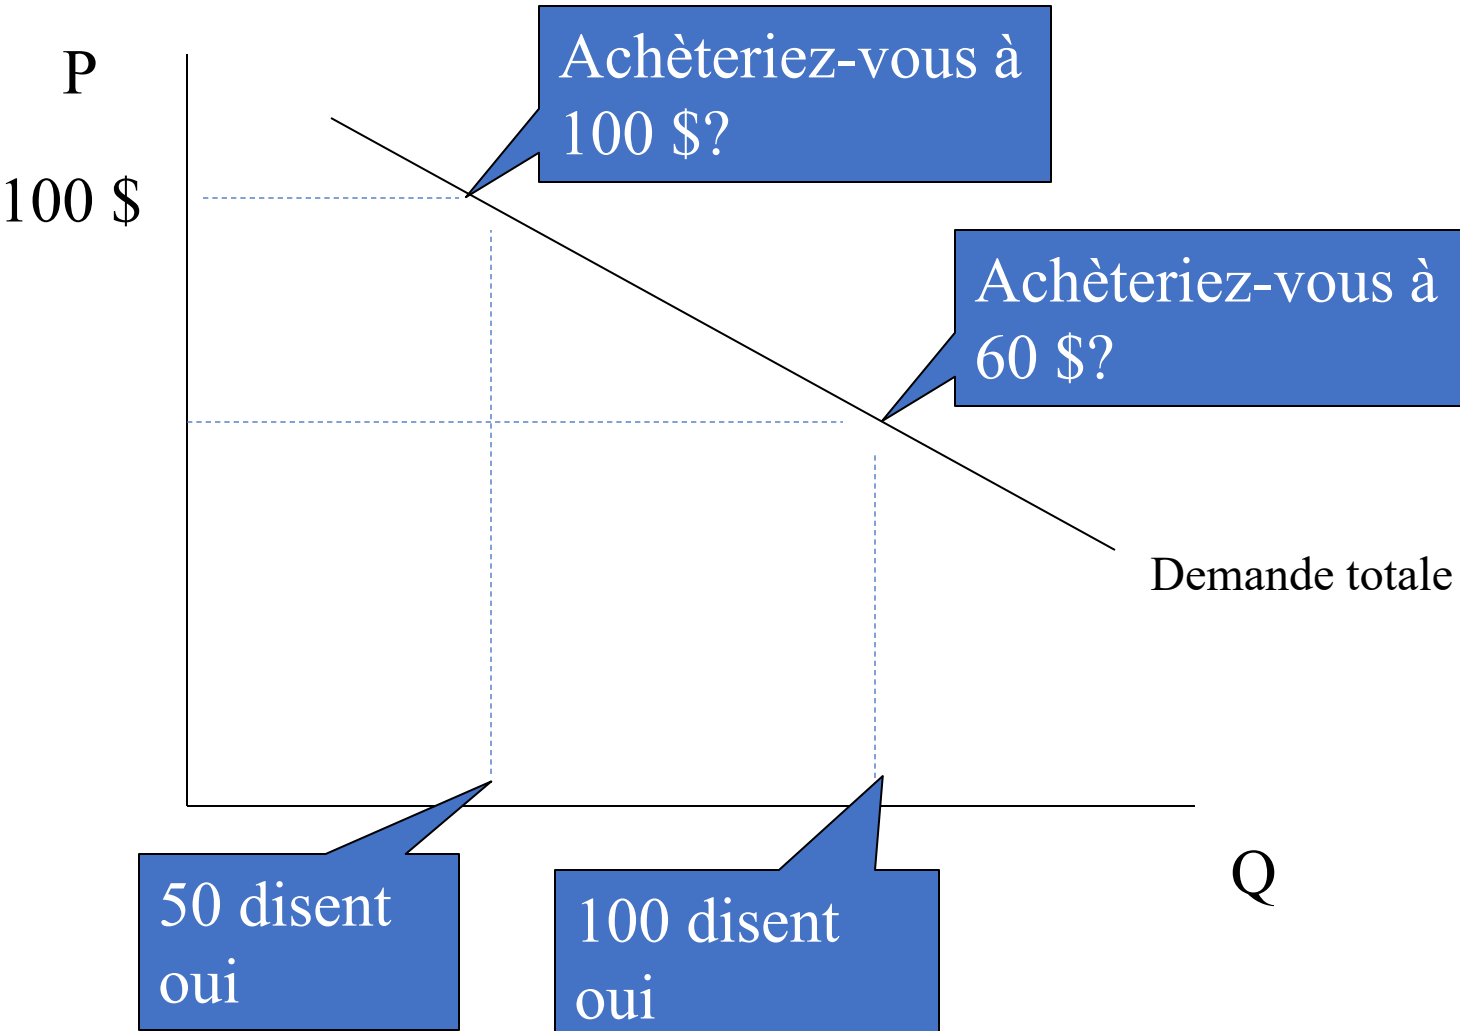 P
Achèteriez-vous à
100 $?
100 $
Achèteriez-vous à
60 $?
Demande totale
Q
50 disent
oui
100 disent
oui